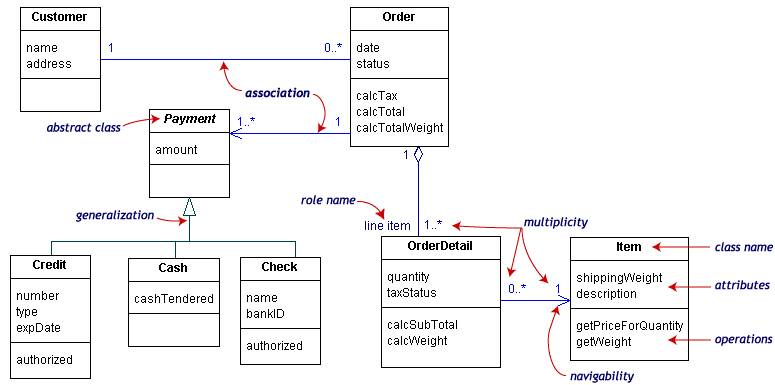 Customer
name
address
1
0..*
Order
date
status
calcTax
calcTotal
calcTotalWeight
association
abstract class
Payment
amount
1..*
1
generalization
1
role name
line item
1..*
multiplicity
Credit
number
type
expDate
authorized
Cash
cashTendered
Check
name
bankID
authorized
OrderDetail
quantity
taxStatus
calcSubTotal
calcWeight
0..*
1
Item
shippingWeight
description
getPriceForQuantity
getWeight
class name
attributes
operations
navigability